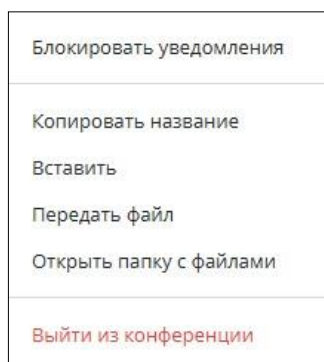 Блокировать уведомления
Копировать название
Вставить
Передать файл
Открыть папку с файлами
Выйти из конференции